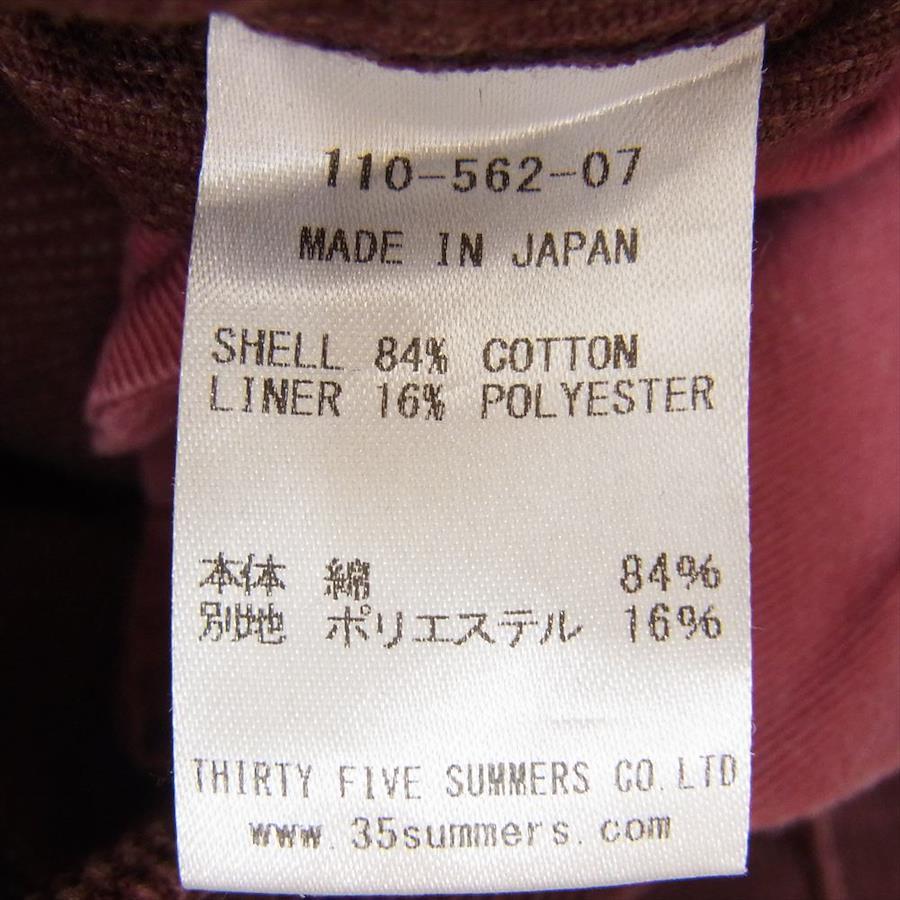 110-562-07
MADE IN JAPAN
SHELL 84% COTTON
LINER 16% POLYESTER
本体 綿 84%
別地 ポリエステル 16%
THIRTY FIVE SUMMERS CO.LTD
www.35summers.com